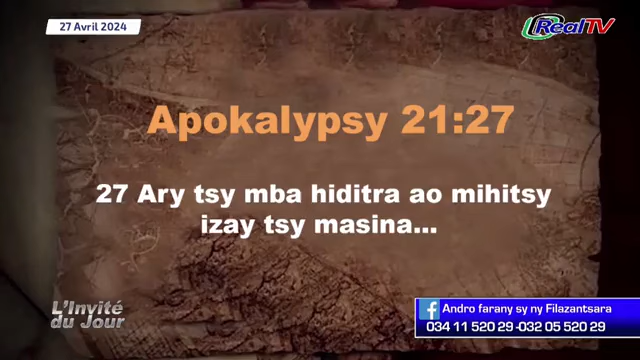 27 Avril 2024
RealTV
Apokalypsy 21:27
27 Ary tsy mba hiditra ao mihitsy
izay tsy masina...
L'Invité
du Jour
Andro farany sy ny Filazantsara
034 11 520 29 -032 05 520 29